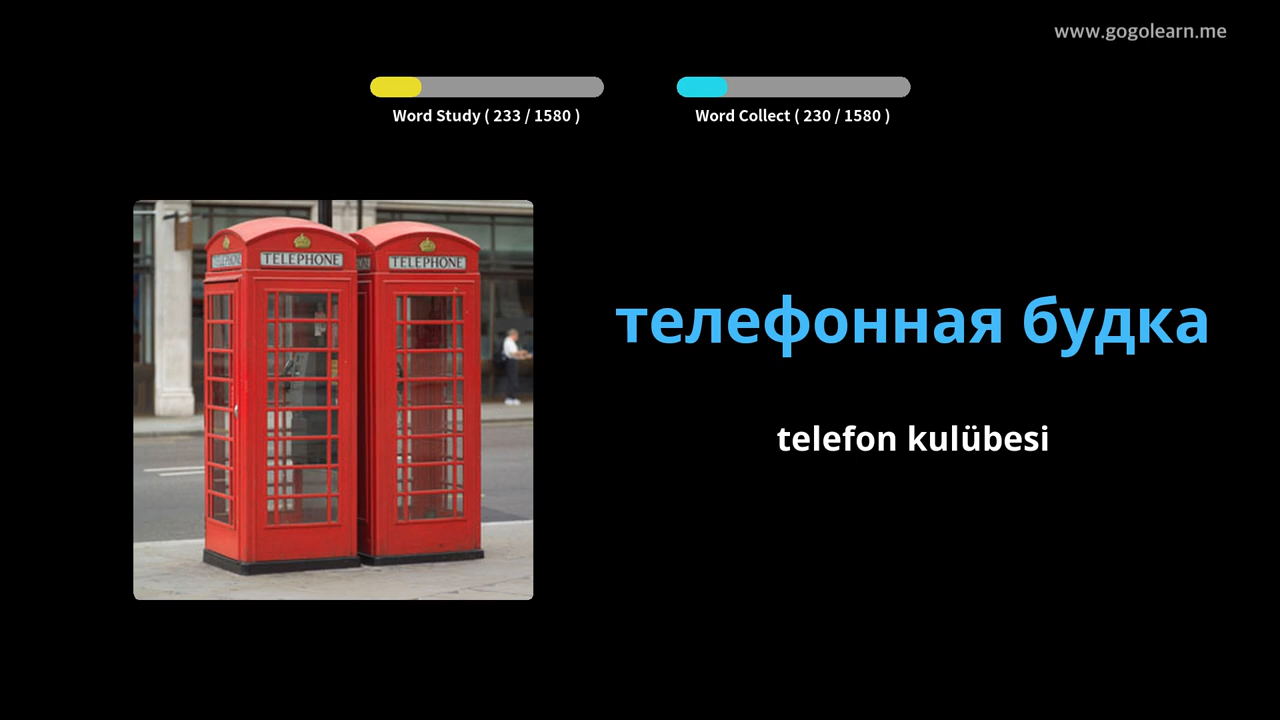 www.gogolearn.me
Word Study ( 233 / 1580 )
Word Collect ( 230 / 1580 )
TELEPHONE
TELEPHONE
телефонная будка
telefon kulübesi